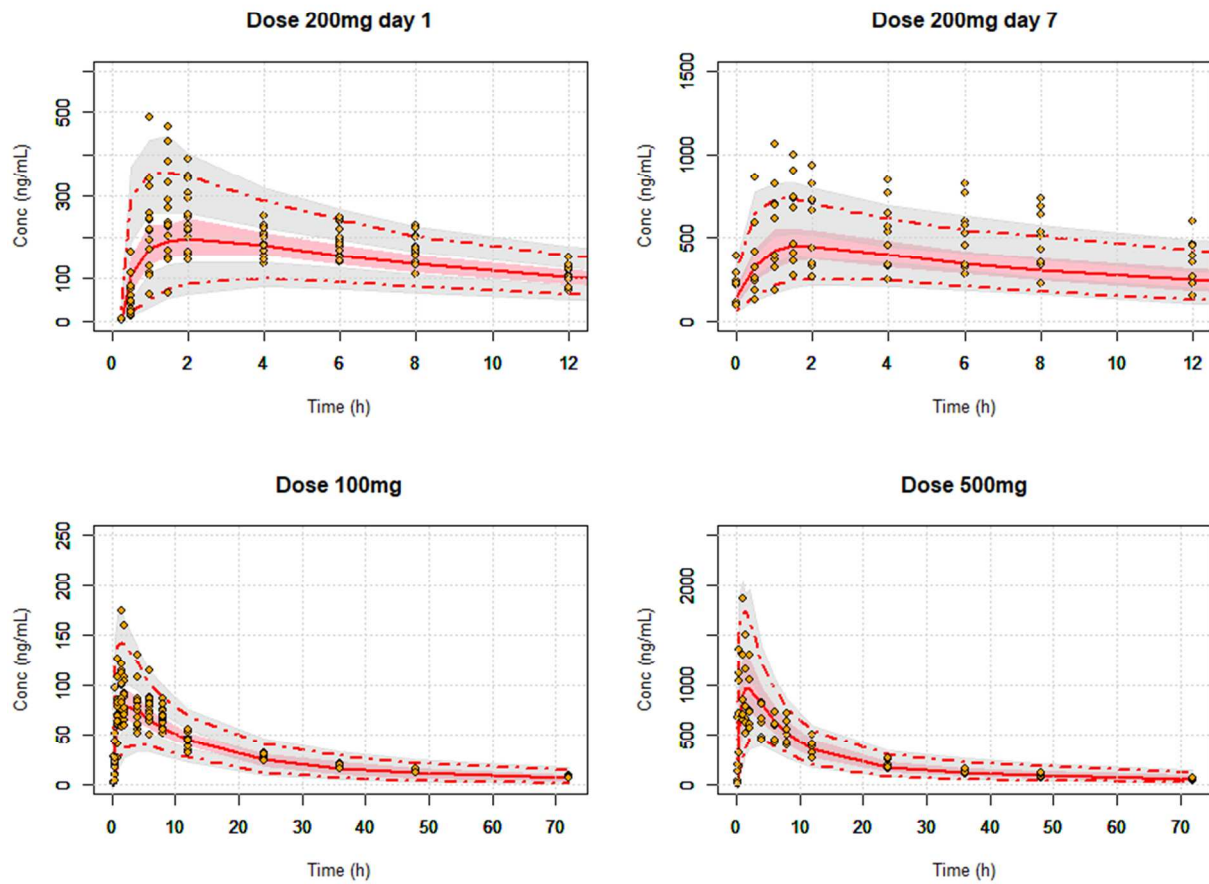 Dose 200mg day 1
Conc (ng/mL)
500
300
100
0
0 2 4 6 8 10 12
Time (h)
Dose 200mg day 7
Conc (ng/mL)
1500
1000
500
0
0 2 4 6 8 10 12
Time (h)
Dose 100mg
Conc (ng/mL)
250
200
150
100
50
0
0 10 20 30 40 50 60 70
Time (h)
Dose 500mg
Conc (ng/mL)
2000
1000
500
0
0 10 20 30 40 50 60 70
Time (h)